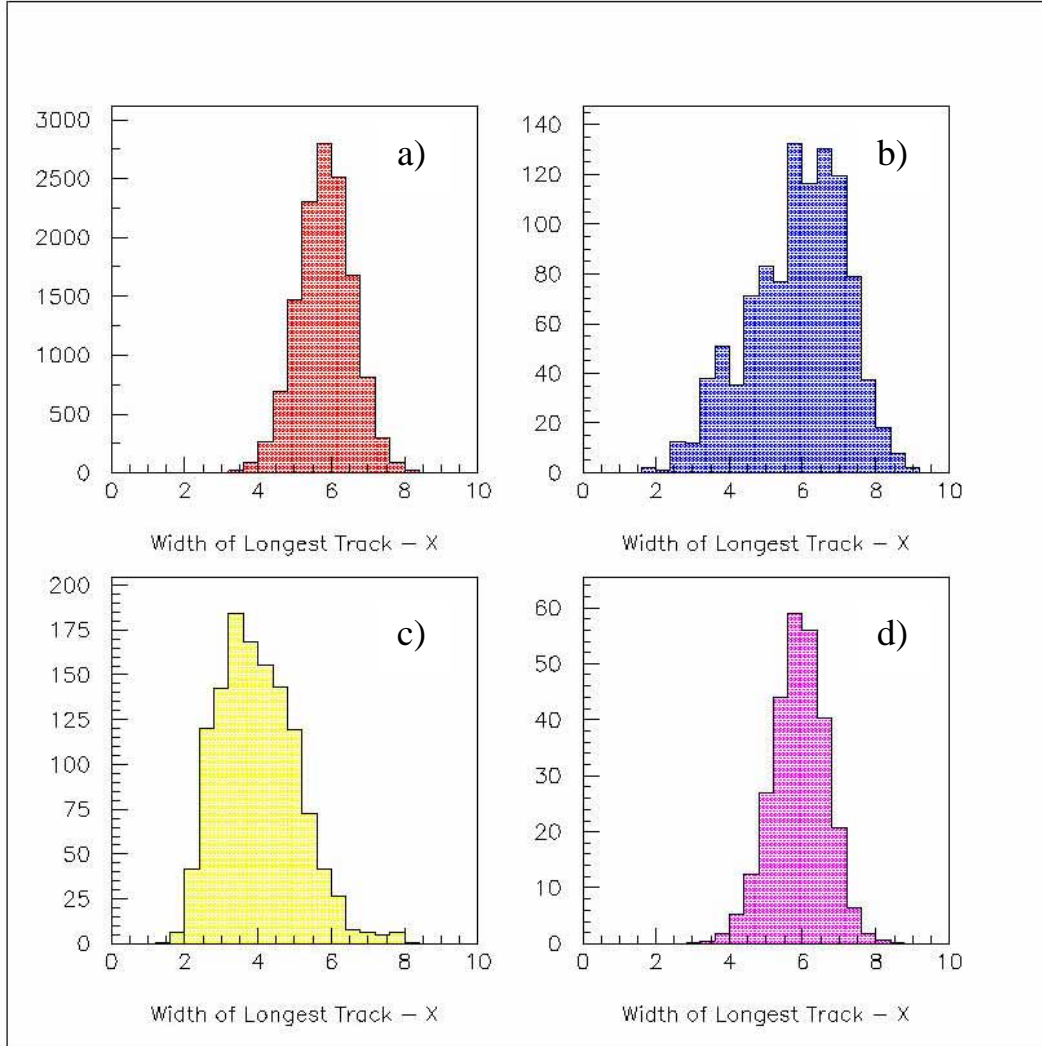 a)
3000
2500
2000
1500
1000
500
0
0 2 4 6 8 10
Width of Longest Track – X
b)
140
120
100
80
60
40
20
0
0 2 4 6 8 10
Width of Longest Track – X
c)
200
175
150
125
100
75
50
25
0
0 2 4 6 8 10
Width of Longest Track – X
d)
60
50
40
30
20
10
0
0 2 4 6 8 10
Width of Longest Track – X